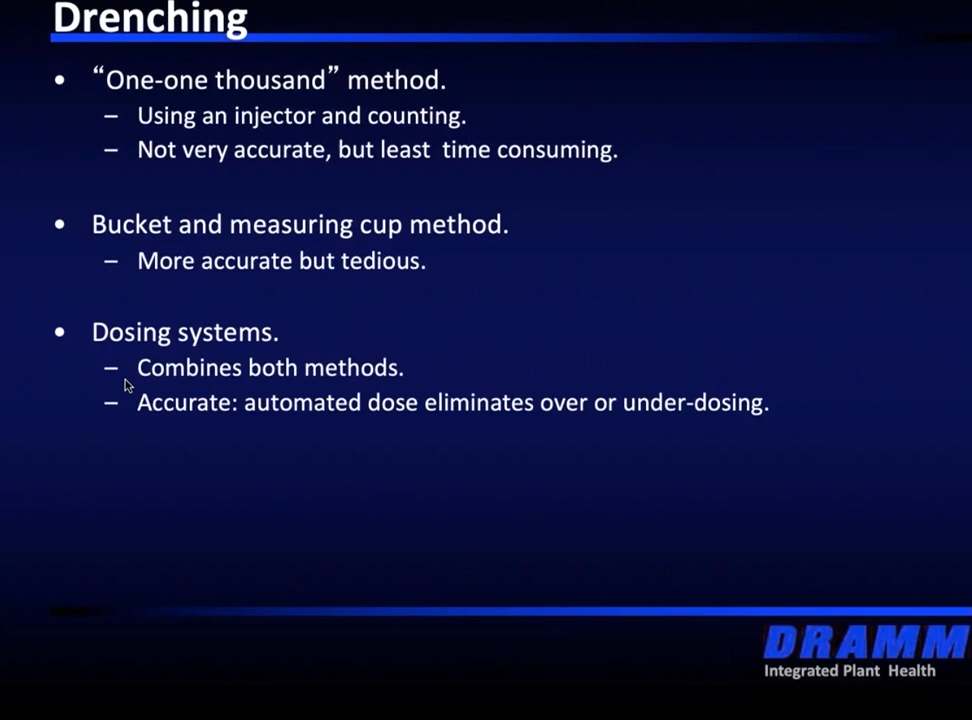 Drenching
• “One-one thousand” method.
– Using an injector and counting.
– Not very accurate, but least time consuming.
• Bucket and measuring cup method.
– More accurate but tedious.
• Dosing systems.
– Combines both methods.
– Accurate: automated dose eliminates over or under-dosing.
DRAMM
Integrated Plant Health